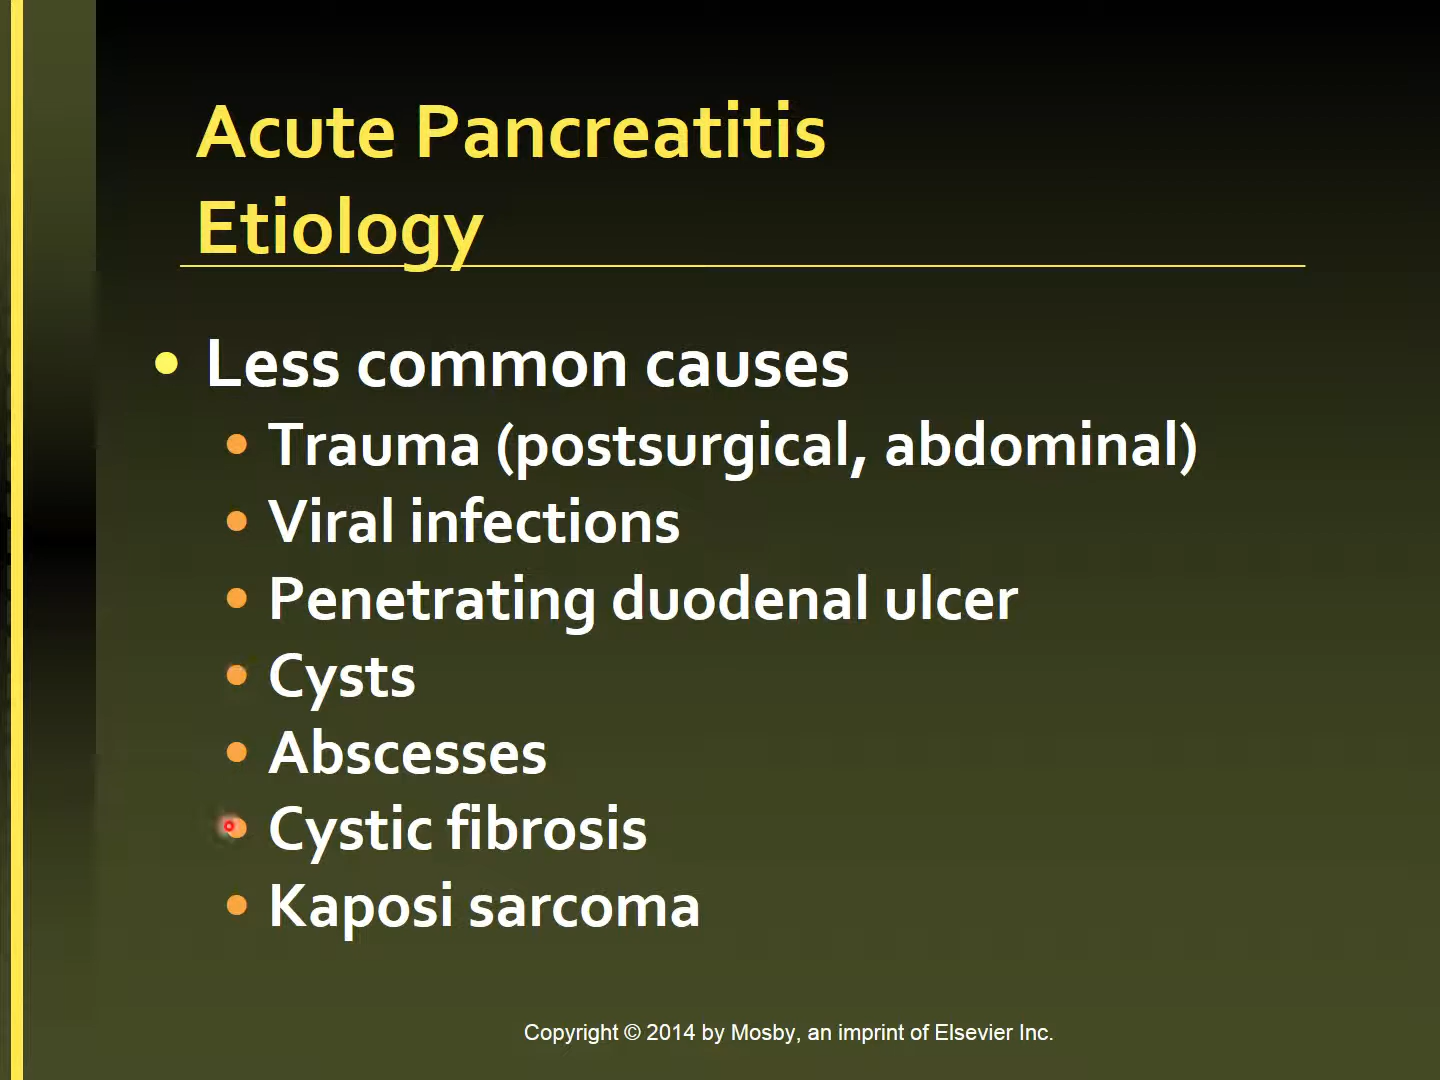 Acute Pancreatitis
Etiology
• Less common causes
• Trauma (postsurgical, abdominal)
• Viral infections
• Penetrating duodenal ulcer
• Cysts
• Abscesses
• Cystic fibrosis
• Kaposi sarcoma
Copyright © 2014 by Mosby, an imprint of Elsevier Inc.